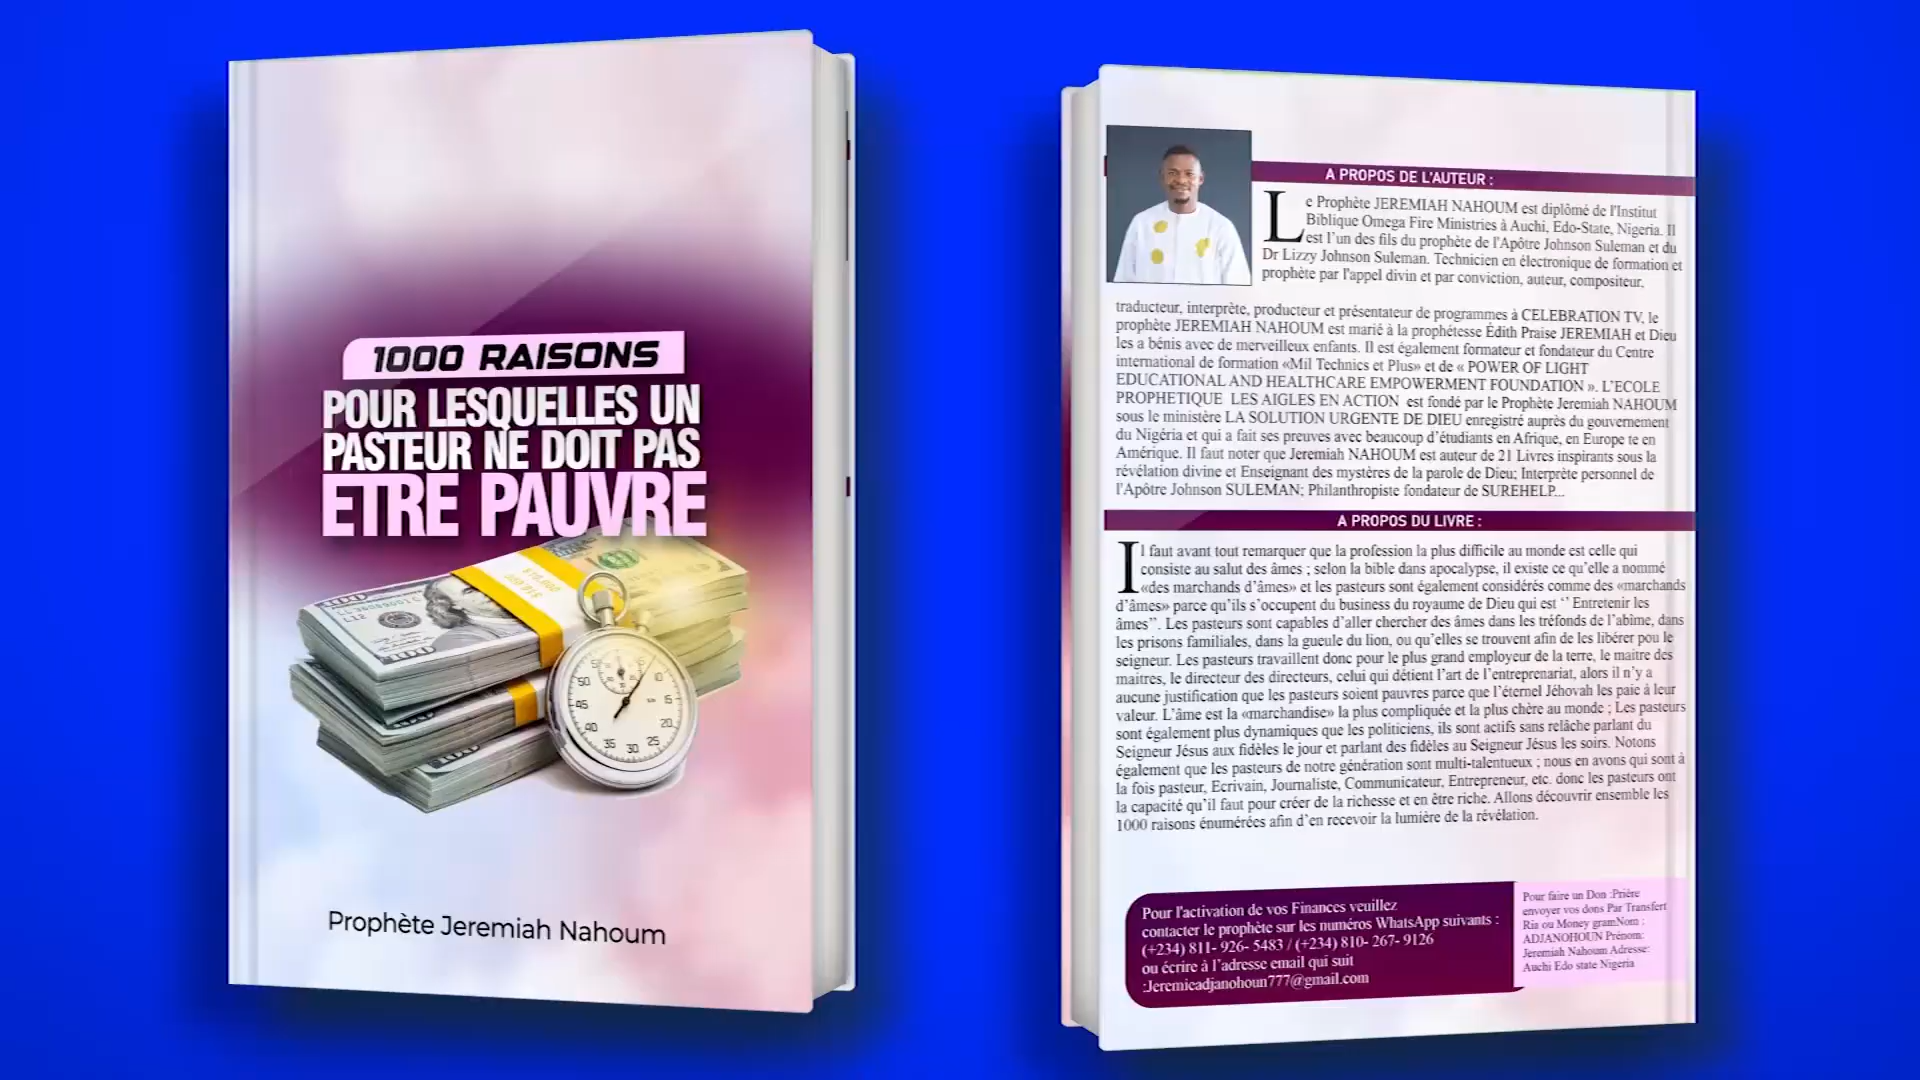 1000 RAISONS
POUR LESQUELLES UN
PASTEUR NE DOIT PAS
ETRE PAUVRE
Prophète Jeremiah Nahoum
A PROPOS DE L'AUTEUR :
Le Prophète JEREMIAH NAHOUM est diplômé de l'Institut
Biblique Omega Fire Ministries à Auchi, Edo-State, Nigeria. Il
est l'un des fils du prophète de l'Apôtre Johnson Suleman et du
Dr Lizzy Johnson Suleman. Technicien en électronique de formation et
prophète par l'appel divin et par conviction, auteur, compositeur,
traducteur, interprète, producteur et présentateur de programmes à CELEBRATION TV, le
prophète JEREMIAH NAHOUM est marié à la prophétesse Édith Praise JEREMIAH et Dieu
les a bénis avec de merveilleux enfants. Il est également formateur et fondateur du Centre
international de formation «Mil Technics et Plus» et de « POWER OF LIGHT
EDUCATIONAL AND HEALTHCARE EMPOWERMENT FOUNDATION ». L'ECOLE
PROPHETIQUE LES AIGLES EN ACTION est fondé par le Prophète Jeremiah NAHOUM
sous le ministère LA SOLUTION URGENTE DE DIEU enregistré auprès du gouvernement
du Nigéria et qui a fait ses preuves avec beaucoup d'étudiants en Afrique, en Europe te en
Amérique. Il faut noter que Jeremiah NAHOUM est auteur de 21 Livres inspirants sous la
révélation divine et Enseignant des mystères de la parole de Dieu; Interprète personnel de
l'Apôtre Johnson SULEMAN; Philanthropiste fondateur de SUREHELP...
A PROPOS DU LIVRE :
Il faut avant tout remarquer que la profession la plus difficile au monde est celle qui
consiste au salut des âmes ; selon la bible dans apocalypse, il existe ce qu'elle a nommé
«des marchands d'âmes» et les pasteurs sont également considérés comme des «marchands
d'âmes» parce qu'ils s'occupent du business du royaume de Dieu qui est '' Entretenir les
âmes''. Les pasteurs sont capables d'aller chercher des âmes dans les tréfonds de l'abîme, dans
les prisons familiales, dans la gueule du lion, ou qu'elles se trouvent afin de les libérer pou le
seigneur. Les pasteurs travaillent donc pour le plus grand employeur de la terre, le maitre des
maitres, le directeur des directeurs, celui qui détient l'art de l'entreprenariat, alors il n'y a
aucune justification que les pasteurs soient pauvres parce que l'éternel Jéhovah les paie à leur
valeur. L'âme est la «marchandise» la plus compliquée et la plus chère au monde ; Les pasteurs
sont également plus dynamiques que les politiciens, ils sont actifs sans relâche parlant du
Seigneur Jésus aux fidèles le jour et parlant des fidèles au Seigneur Jésus les soirs. Notons
également que les pasteurs de notre génération sont multi-talentueux ; nous en avons qui sont à
la fois pasteur, Ecrivain, Journaliste, Communicateur, Entrepreneur, etc. donc les pasteurs ont
la capacité qu'il faut pour créer de la richesse et en être riche. Allons découvrir ensemble les
1000 raisons énumérées afin d'en recevoir la lumière de la révélation.
Pour l'activation de vos Finances veuillez
contacter le prophète sur les numéros WhatsApp suivants :
(+234) 811- 926- 5483 / (+234) 810- 267- 9126
ou écrire à l'adresse email qui suit
:Jeremieadjanohoun777@gmail.com
Pour faire un Don :Prière
envoyer vos dons Par Transfert
Ria ou Money gramNom :
ADJANOHOUN Prénom:
Jeremiah Nahoum Adresse:
Auchi Edo state Nigeria